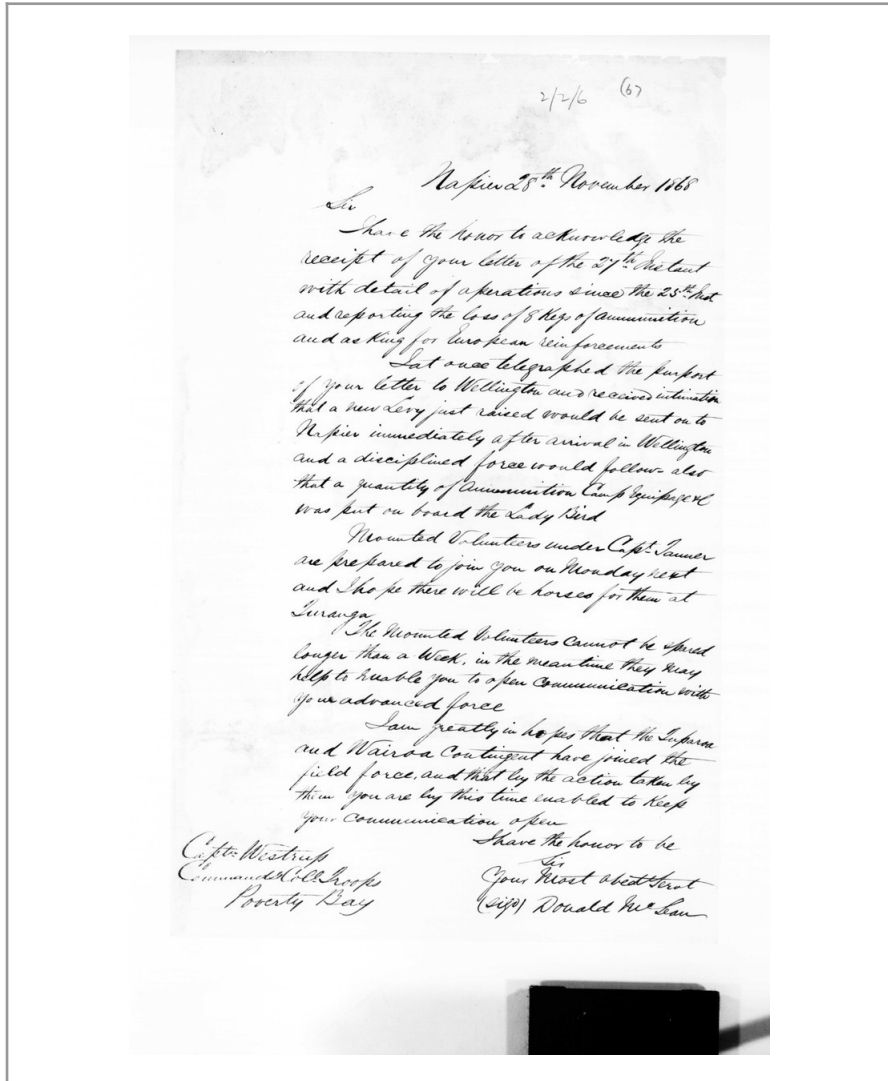 2/2/6 (6)
Napier 28th November 1868
Sir
I have the honor to acknowledge the
receipt of your letter of the 27th Instant
with detail of operations since the 25th Inst
and reporting the loss of 8 Kegs of ammunition
and asking for European reinforcements
I at once telegraphed the purport
of your letter to Wellington and received intimation
that a new Levy just raised would be sent on to
Napier immediately after arrival in Wellington
and a disciplined force would follow - also
that a quantity of Ammunition Camp Equipage &c
was put on board the Lady Bird
Mounted Volunteers under Capt. Tanner
are prepared to join you on Monday next
and I hope there will be horses for them at
Turanga
The Mounted Volunteers cannot be spared
longer than a Week, in the meantime they may
help to enable you to open communication with
your advanced force
I am greatly in hopes that the
and Wairoa Contingent have joined the
field force, and that by the action taken by
them you are by this time enabled to keep
your communication open
I have the honor to be
Sir
Your Most obedt Servt
(sigd) Donald McLean
Captn Westrup
Commandg Coll. Troops
Poverty Bay